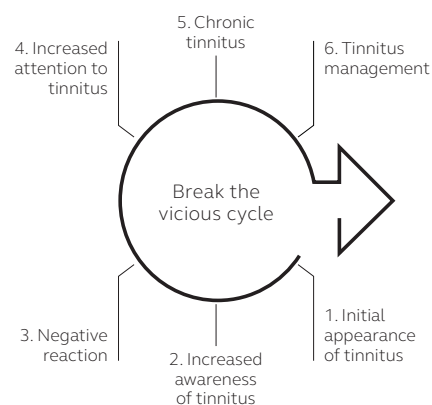 5. Chronic
tinnitus
4. Increased
attention to
tinnitus
6. Tinnitus
management
Break the
vicious cycle
3. Negative
reaction
2. Increased
awareness
of tinnitus
1. Initial
appearance
of tinnitus